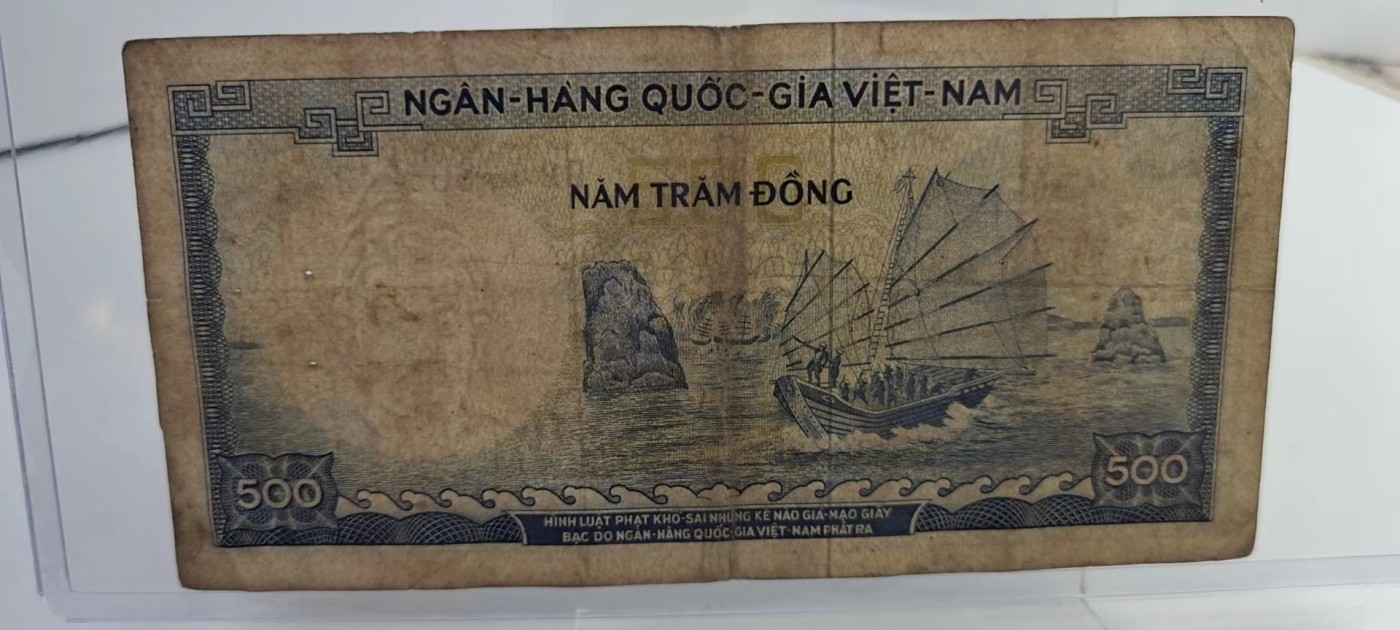 NGÂN-HÀNG QUỐC-GIA VIỆT-NAM
NĂM TRĂM ĐỒNG
500
500
HÌNH LUẬT PHẠT KHỔ-SAI NHỮNG KẺ NÀO GIẢ-MẠO GIẤY
BẠC DO NGÂN-HÀNG QUỐC-GIA VIỆT-NAM PHÁT RA